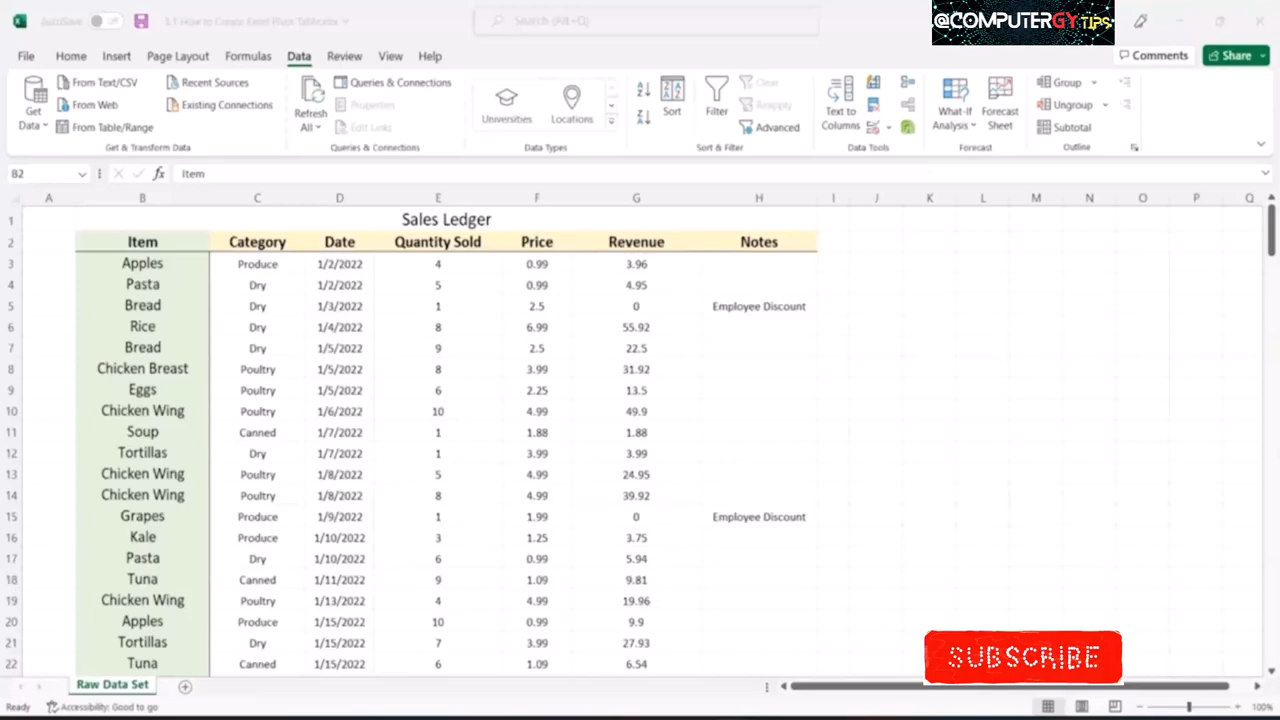 AutoSave Off 5.1 How to Create Excel Pivot Tables.xlsx Search (Alt+Q) @COMPUTERGY TIPS
File Home Insert Page Layout Formulas Data Review View Help Comments Share
Get Data From Text/CSV From Web From Table/Range Recent Sources Existing Connections
Refresh All Queries & Connections Properties Edit Links
Universities Locations
Sort Filter Clear Reapply Advanced
Text to Columns
What-If Analysis Forecast Sheet
Group Ungroup Subtotal
Get & Transform Data Queries & Connections Data Types Sort & Filter Data Tools Forecast Outline
B2 fx Item
A B C D E F G H I J K L M N O P Q
1 Sales Ledger
2 Item Category Date Quantity Sold Price Revenue Notes
3 Apples Produce 1/2/2022 4 0.99 3.96
4 Pasta Dry 1/2/2022 5 0.99 4.95
5 Bread Dry 1/3/2022 1 2.5 0 Employee Discount
6 Rice Dry 1/4/2022 8 6.99 55.92
7 Bread Dry 1/5/2022 9 2.5 22.5
8 Chicken Breast Poultry 1/5/2022 8 3.99 31.92
9 Eggs Poultry 1/5/2022 6 2.25 13.5
10 Chicken Wing Poultry 1/6/2022 10 4.99 49.9
11 Soup Canned 1/7/2022 1 1.88 1.88
12 Tortillas Dry 1/7/2022 1 3.99 3.99
13 Chicken Wing Poultry 1/8/2022 5 4.99 24.95
14 Chicken Wing Poultry 1/8/2022 8 4.99 39.92
15 Grapes Produce 1/9/2022 1 1.99 0 Employee Discount
16 Kale Produce 1/10/2022 3 1.25 3.75
17 Pasta Dry 1/10/2022 6 0.99 5.94
18 Tuna Canned 1/11/2022 9 1.09 9.81
19 Chicken Wing Poultry 1/13/2022 4 4.99 19.96
20 Apples Produce 1/15/2022 10 0.99 9.9
21 Tortillas Dry 1/15/2022 7 3.99 27.93
22 Tuna Canned 1/15/2022 6 1.09 6.54
SUBSCRIBE
Raw Data Set
Ready Accessibility: Good to go 100%